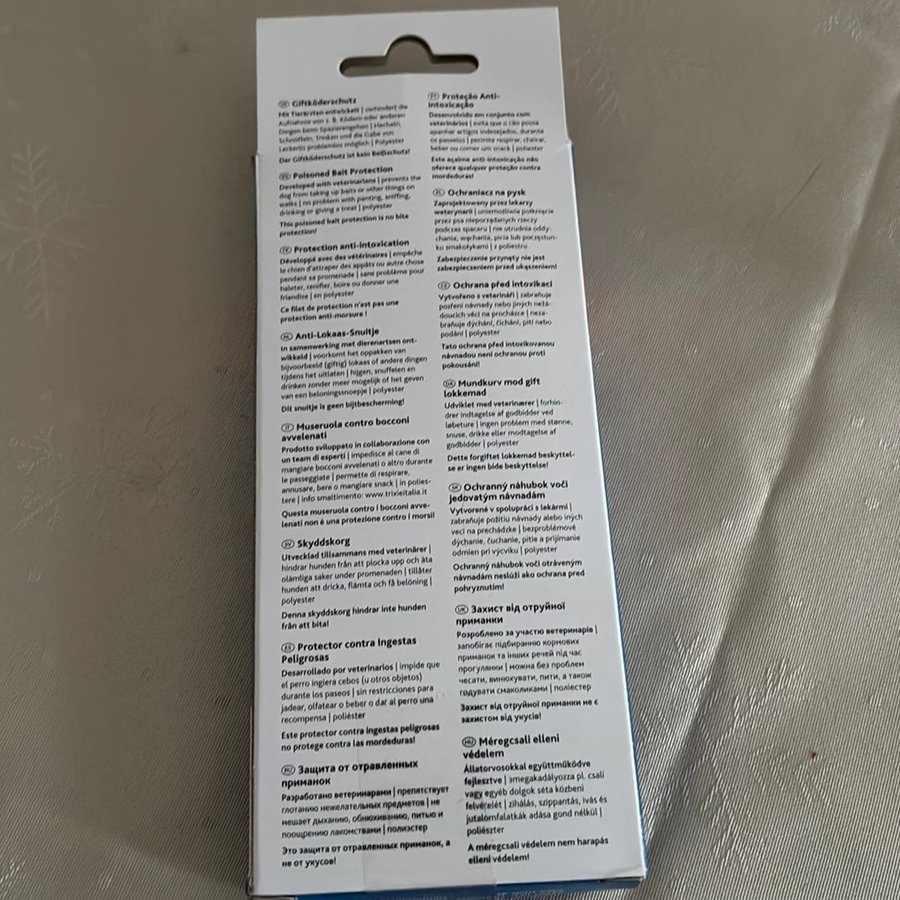 DE Giftköderschutz
Mit Tierärzten entwickelt | verhindert die
Aufnahme von z. B. Ködern oder anderen
Dingen beim Spazierengehen | Hecheln,
Schnüffeln, Trinken und die Gabe von
Leckerlis problemlos möglich | Polyester
Der Giftköderschutz ist kein Beißschutz!
EN Poisoned Bait Protection
Developed with veterinarians | prevents the
dog from taking up baits or other things on
walks | no problem with panting, sniffing,
drinking or giving a treat | polyester
This poisoned bait protection is no bite
protection!
FR Protection anti-intoxication
Développé avec des vétérinaires | empêche
le chien d'attraper des appâts ou autre chose
pendant sa promenade | sans problème pour
haleter, renifler, boire ou donner une
friandise | en polyester
Ce filet de protection n'est pas une
protection anti-morsure !
NL Anti-Lokaas-Snuitje
In samenwerking met dierenartsen ont-
wikkeld | voorkomt het oppakken van
bijvoorbeeld (giftig) lokaas of andere dingen
tijdens het uitlaten | hijgen, snuffelen en
drinken zonder meer mogelijk of het geven
van een beloningssnoepje | polyester
Dit snuitje is geen bijtbescherming!
IT Museruola contro bocconi
avvelenati
Prodotto sviluppato in collaborazione con
un team di esperti | impedisce al cane di
mangiare bocconi avvelenati o altro durante
le passeggiate | permette di respirare,
annusare, bere o mangiare snack | in polies-
tere | info smaltimento: www.trixieitalia.it
Questa museruola contro i bocconi avve-
lenati non è una protezione contro i morsi!
SV Skyddskorg
Utvecklad tillsammans med veterinärer |
hindrar hunden från att plocka upp och äta
olämpliga saker under promenaden | tillåter
hunden att dricka, flämta och få belöning |
polyester
Denna skyddskorg hindrar inte hunden
från att bita!
ES Protector contra Ingestas
Peligrosas
Desarrollado por veterinarios | impide que
el perro ingiera cebos (u otros objetos)
durante los paseos | sin restricciones para
jadear, olfatear o beber o dar al perro una
recompensa | poliéster
Este protector contra ingestas peligrosas
no protege contra las mordeduras!
RU Защита от отравленных
приманок
Разработано ветеринарами | препятствует
глотанию нежелательных предметов | не
мешает дыханию, обнюхиванию, питью и
поощрению лакомствами | полиэстер
Это защита от отравленных приманок, а
не от укусов!
PT Proteção Anti-
intoxicação
Desenvolvido em conjunto com
veterinários | evita que o cão possa
apanhar artigos indesejados, durante
os passeios | permite respirar, cheirar,
beber ou comer um snack | poliester
Este açaime anti-intoxicação não
oferece qualquer proteção contra
mordeduras!
PL Ochraniacz na pysk
Zaprojektowany przez lekarzy
weterynarii | uniemożliwia połknięcie
przez psa nieporządanych rzeczy
podczas spaceru | nie utrudnia oddy-
chania, wąchania, picia lub poczęstun-
ku smakołykami | z poliestru
Zabezpieczenie przynęty nie jest
zabezpieczeniem przed ukąszeniem!
CS Ochrana před intoxikací
Vytvořeno s veterináři | zabraňuje
pozření návnady nebo jiných nežá-
doucích věcí na procházce | neza-
braňuje dýchání, čichání, pití nebo
podání | polyester
Tato ochrana před intoxikovanou
návnadou není ochranou proti
pokousání!
DA Mundkurv mod gift
lokkemad
Udviklet med veterinærer | forhin-
drer indtagelse af godbidder ved
løbeture | ingen problem med stønne,
snuse, drikke eller modtagelse af
godbidder | polyester
Dette forgiftet lokkemad beskyttel-
se er ingen bide beskyttelse!
SK Ochranný náhubok voči
jedovatým návnadám
Vytvorené v spolupráci s lekármi |
zabraňuje požitiu návnady alebo iných
vecí na prechádzke | bezproblémové
dýchanie, čuchanie, pitie a prijímanie
odmien pri výcviku | polyester
Ochranný náhubok voči otráveným
návnadám neslúži ako ochrana pred
pohryznutím!
UK Захист від отруйної
приманки
Розроблено за участю ветеринарів |
запобігає підбиранню кормових
приманок та інших речей під час
прогулянки | можна без проблем
чесати, винюхувати, пити, а також
годувати смаколиками | поліестер
Захист від отруйної приманки не є
захистом від укусів!
HU Méregcsali elleni
védelem
Állatorvosokkal együttműködve
fejlesztve | megakadályozza pl. csali
vagy egyéb dolgok séta közbeni
felvételét | zihálás, szippantás, ivás és
jutalomfalatkák adása gond nélkül |
poliészter
A méregcsali védelem nem harapás
elleni védelem!